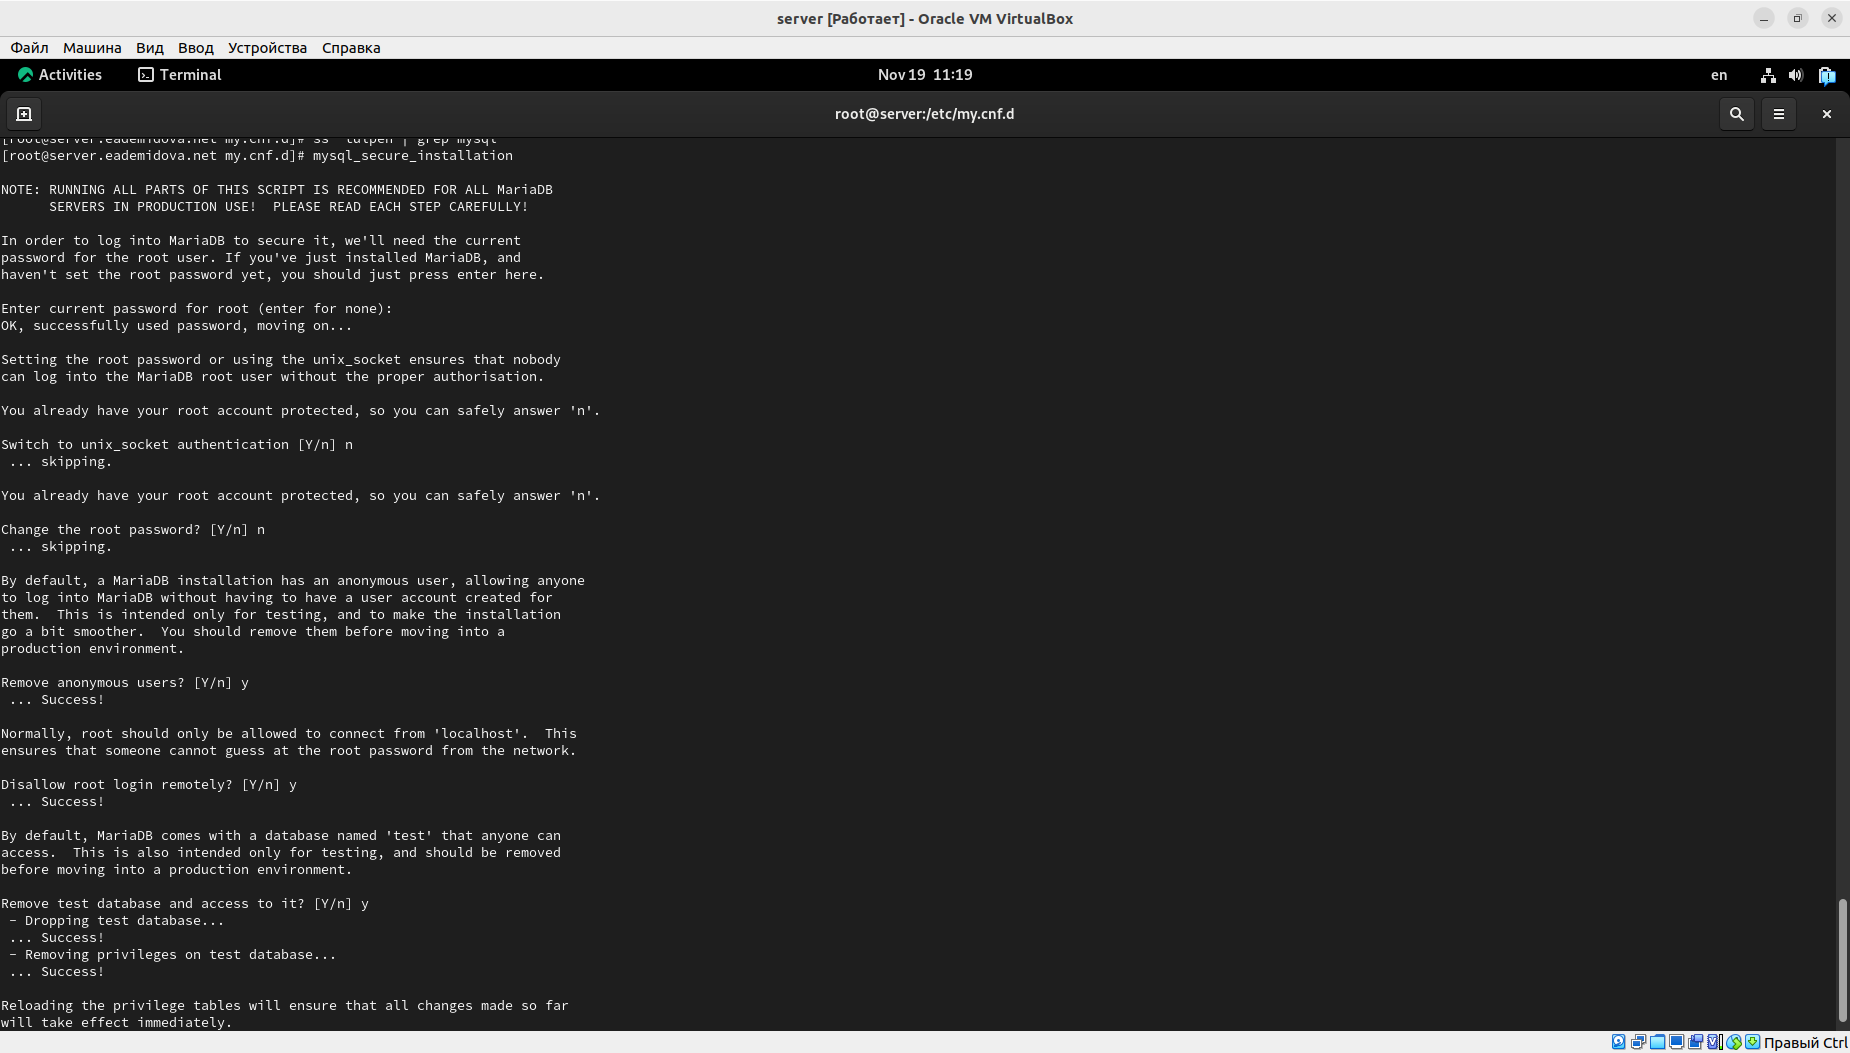 server [Работает] - Oracle VM VirtualBox
Файл Машина Вид Ввод Устройства Справка
Activities Terminal Nov 19 11:19 en
root@server:/etc/my.cnf.d
[root@server.eademidova.net my.cnf.d]# ss -tulpen | grep mysql
[root@server.eademidova.net my.cnf.d]# mysql_secure_installation
NOTE: RUNNING ALL PARTS OF THIS SCRIPT IS RECOMMENDED FOR ALL MariaDB
SERVERS IN PRODUCTION USE!  PLEASE READ EACH STEP CAREFULLY!
In order to log into MariaDB to secure it, we'll need the current
password for the root user. If you've just installed MariaDB, and
haven't set the root password yet, you should just press enter here.
Enter current password for root (enter for none):
OK, successfully used password, moving on...
Setting the root password or using the unix_socket ensures that nobody
can log into the MariaDB root user without the proper authorisation.
You already have your root account protected, so you can safely answer 'n'.
Switch to unix_socket authentication [Y/n] n
... skipping.
You already have your root account protected, so you can safely answer 'n'.
Change the root password? [Y/n] n
... skipping.
By default, a MariaDB installation has an anonymous user, allowing anyone
to log into MariaDB without having to have a user account created for
them.  This is intended only for testing, and to make the installation
go a bit smoother.  You should remove them before moving into a
production environment.
Remove anonymous users? [Y/n] y
... Success!
Normally, root should only be allowed to connect from 'localhost'.  This
ensures that someone cannot guess at the root password from the network.
Disallow root login remotely? [Y/n] y
... Success!
By default, MariaDB comes with a database named 'test' that anyone can
access.  This is also intended only for testing, and should be removed
before moving into a production environment.
Remove test database and access to it? [Y/n] y
- Dropping test database...
... Success!
- Removing privileges on test database...
... Success!
Reloading the privilege tables will ensure that all changes made so far
will take effect immediately.
Правый Ctrl